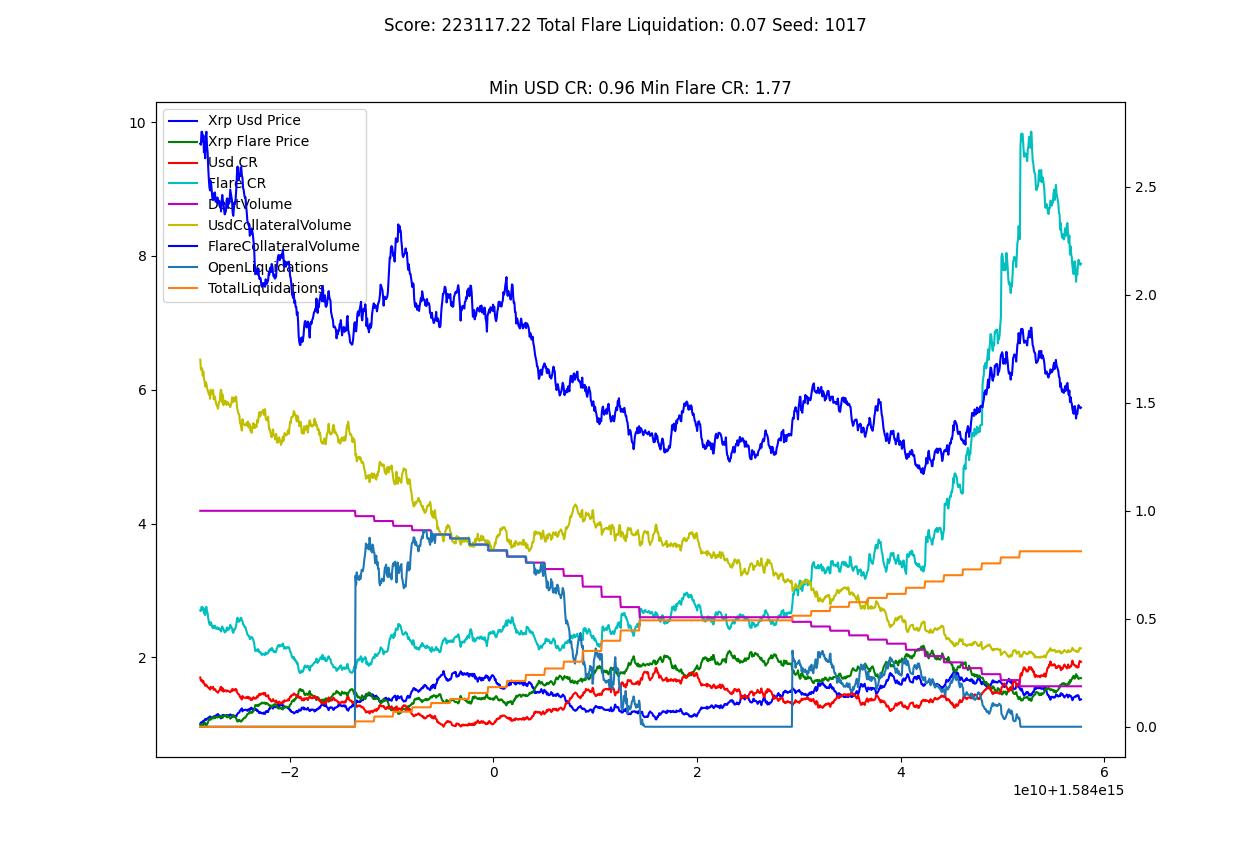 Score: 223117.22 Total Flare Liquidation: 0.07 Seed: 1017
Min USD CR: 0.96 Min Flare CR: 1.77
Xrp Usd Price
Xrp Flare Price
Usd CR
Flare CR
DebtVolume
UsdCollateralVolume
FlareCollateralVolume
OpenLiquidations
TotalLiquidations
10
8
6
4
2
2.5
2.0
1.5
1.0
0.5
0.0
−2
0
2
4
6
1e10+1.584e15